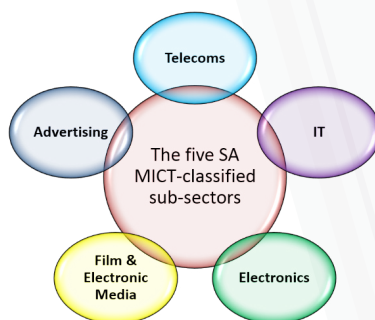 Telecoms
Advertising
IT
The five SA
MICT-classified
sub-sectors
Film &
Electronic
Media
Electronics